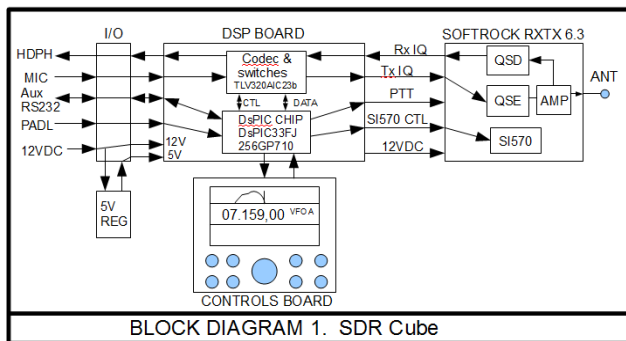 I/O
DSP BOARD
SOFTROCK RXTX 6.3
HDPH
MIC
Aux
RS232
PADL
12VDC
Codec &
switches
TLV320AIC23b
CTL
DATA
DsPIC CHIP
DsPIC33FJ
256GP710
12V
5V
Rx IQ
Tx IQ
PTT
SI570 CTL
12VDC
QSD
QSE
AMP
SI570
ANT
5V
REG
07.159,00 VFO A
CONTROLS BOARD
BLOCK DIAGRAM 1. SDR Cube